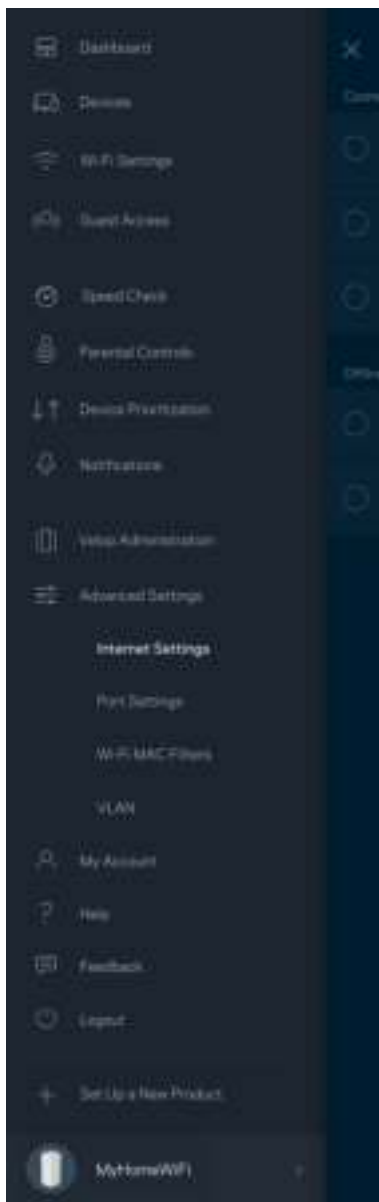 Dashboard
Devices
Wi-Fi Settings
Guest Access
Speed Check
Parental Controls
Device Prioritization
Notifications
Velop Administration
Advanced Settings
Internet Settings
Port Settings
Wi-Fi MAC Filters
VLAN
My Account
Help
Feedback
Logout
Set Up a New Product
MyHomeWiFi
Offline